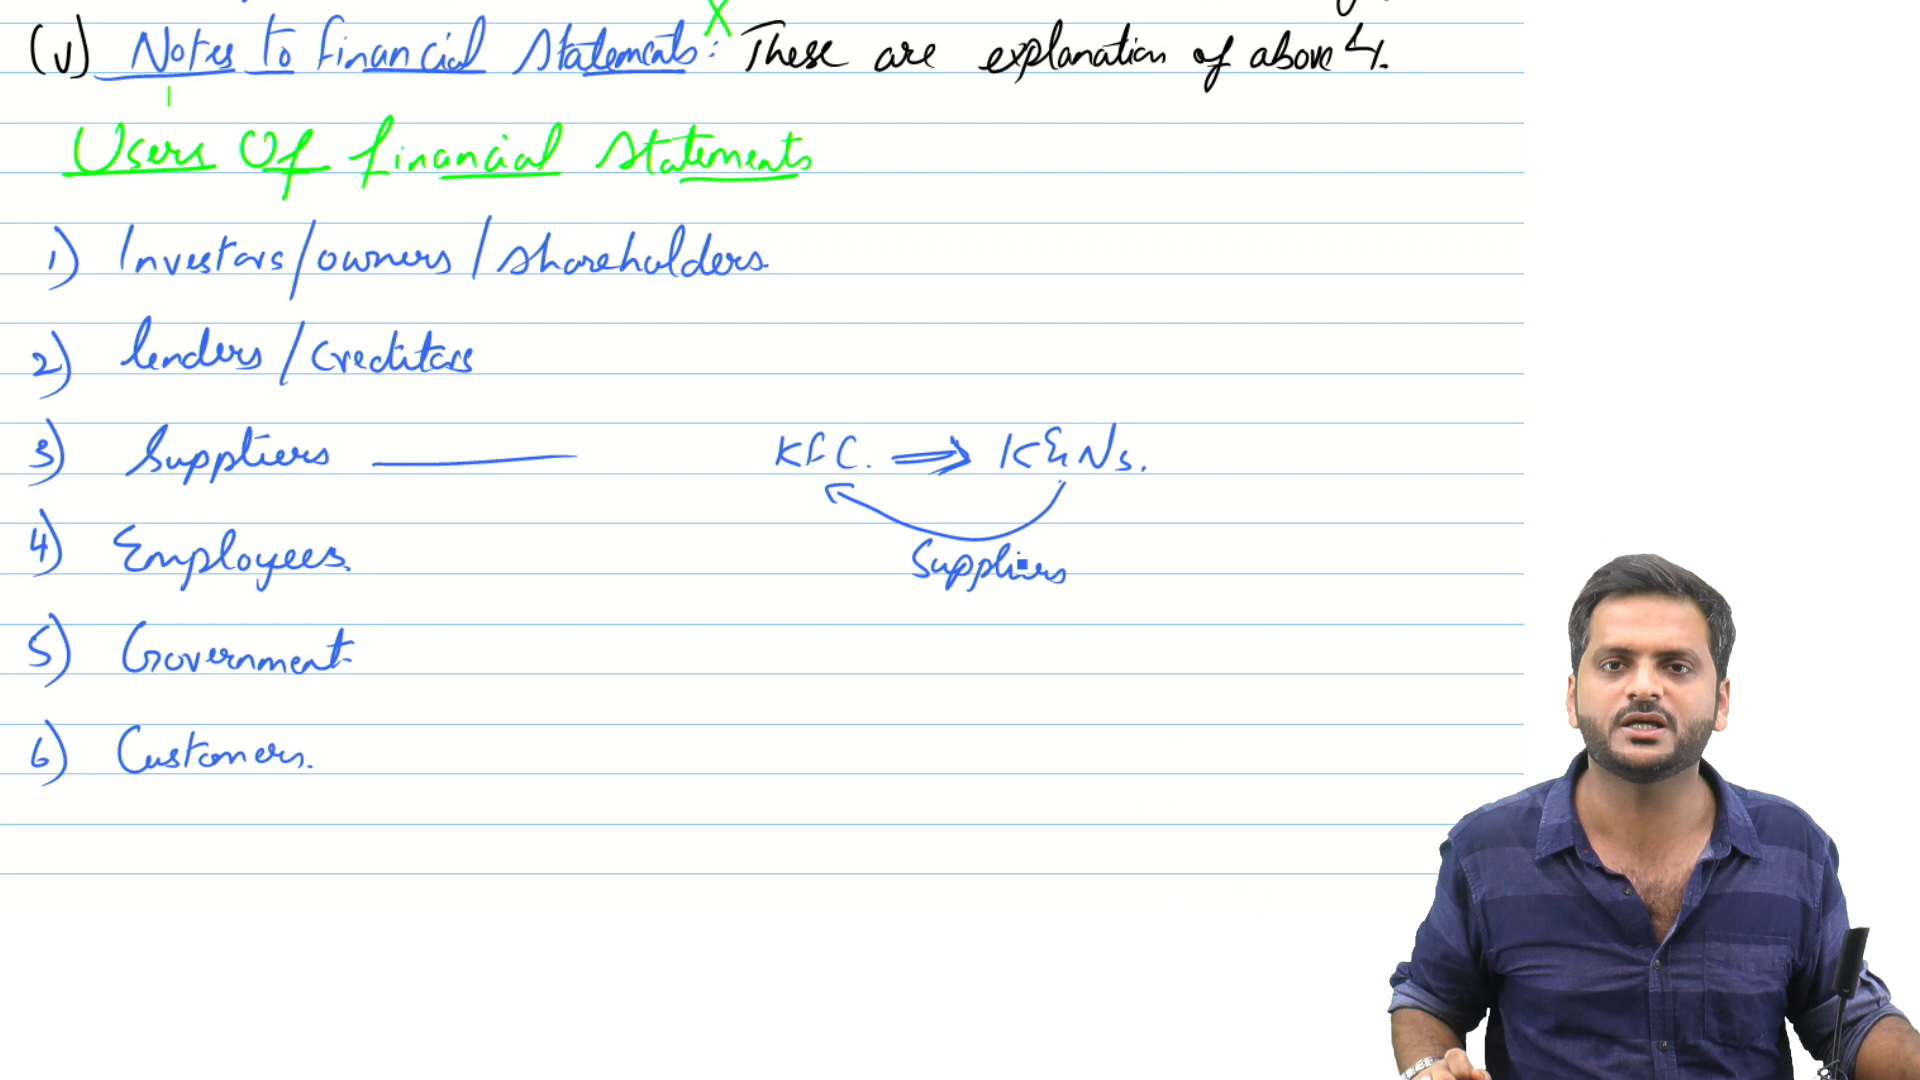 (v) Notes to financial statements: These are explanation of above 4.
Users Of financial statements
1) Investors/owners/shareholders.
2) lenders/creditors
3) Suppliers KFC. ⇒ K&Ns.
Suppliers
4) Employees.
5) Government
6) Customers.